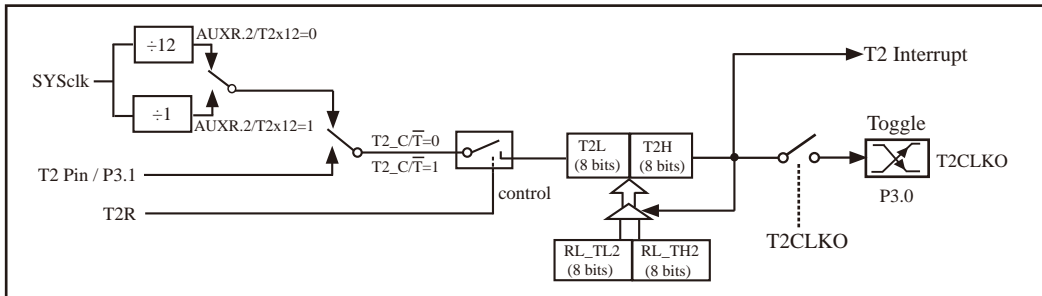 ÷12
AUXR.2/T2x12=0
SYSclk
÷1
AUXR.2/T2x12=1
T2 Pin / P3.1
T2R
T2_C/T̅=0
T2_C/T̅=1
control
T2L
(8 bits)
T2H
(8 bits)
RL_TL2
(8 bits)
RL_TH2
(8 bits)
T2 Interrupt
Toggle
T2CLKO
P3.0
T2CLKO